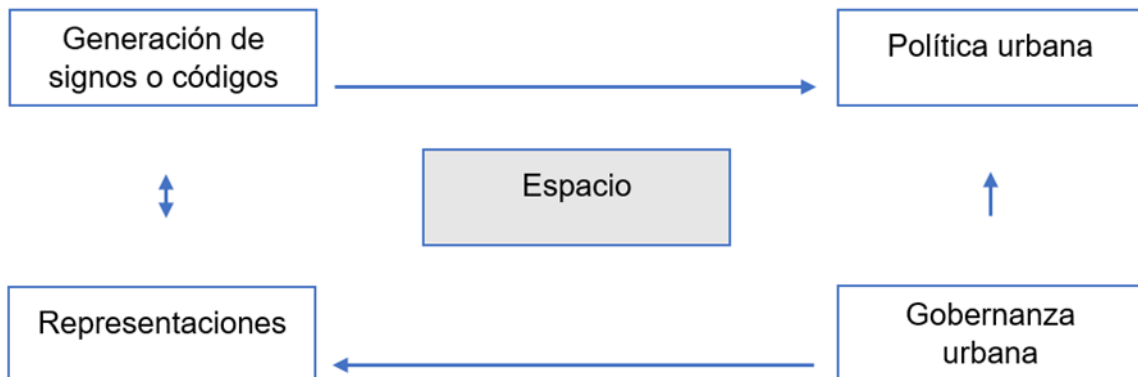 Generación de
signos o códigos
Política urbana
Espacio
Representaciones
Gobernanza
urbana